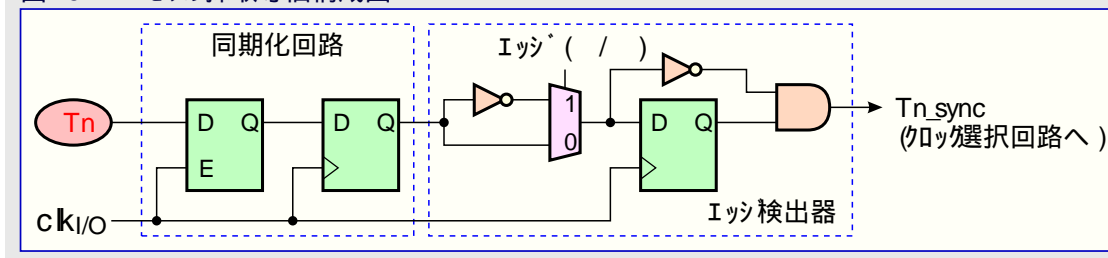 同期化回路
エッジ ( / )
Tn
D Q
E
D Q
1
0
D Q
Tn_sync
(クロック選択回路へ)
clkI/O
エッジ検出器